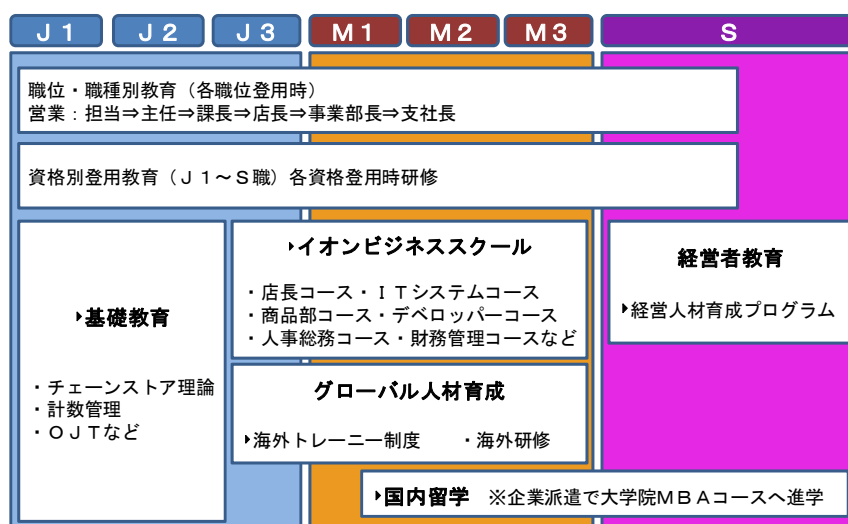 Ｊ１ Ｊ２ Ｊ３ Ｍ１ Ｍ２ Ｍ３ Ｓ
職位・職種別教育（各職位登用時）
営業：担当⇒主任⇒課長⇒店長⇒事業部長⇒支社長
資格別登用教育（Ｊ１～Ｓ職）各資格登用時研修
基礎教育
・チェーンストア理論
・計数管理
・ＯＪＴなど
イオンビジネススクール
・店長コース・ＩＴシステムコース
・商品部コース・デベロッパーコース
・人事総務コース・財務管理コースなど
グローバル人材育成
海外トレーニー制度 ・海外研修
経営者教育
経営人材育成プログラム
国内留学 ※企業派遣で大学院ＭＢＡコースへ進学